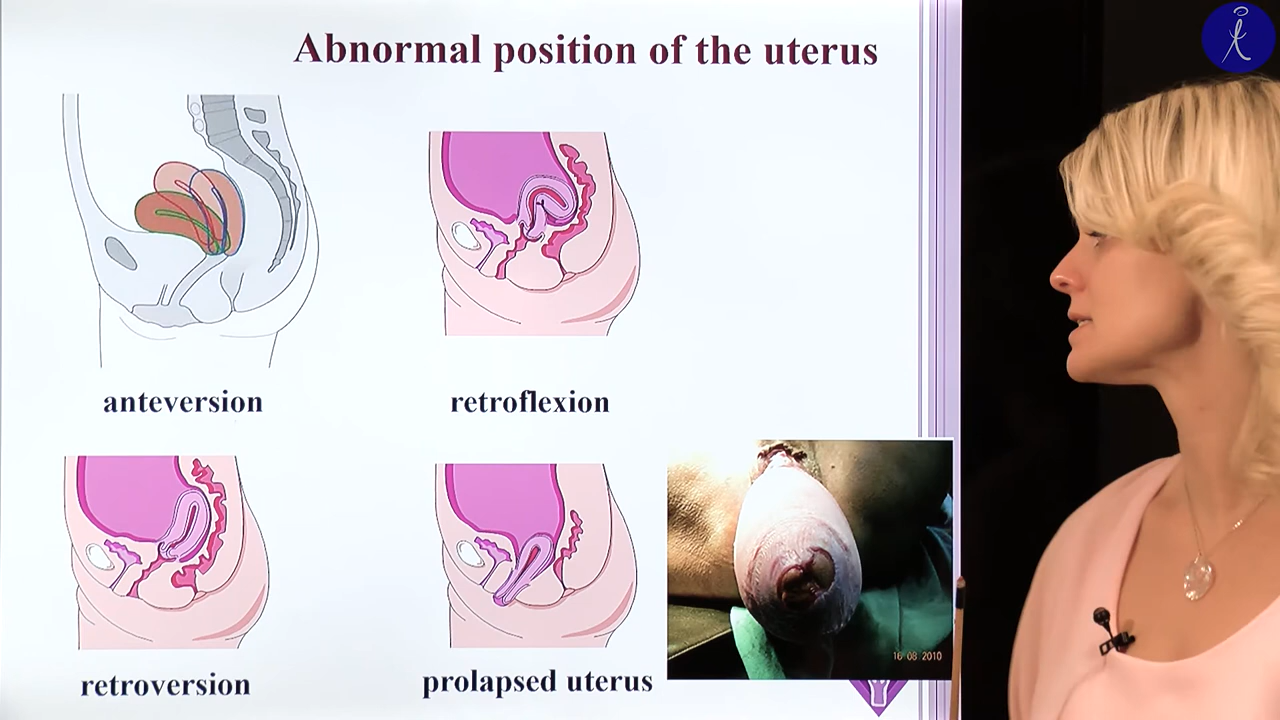 Abnormal position of the uterus
anteversion
retroflexion
retroversion
prolapsed uterus
16 08 2010